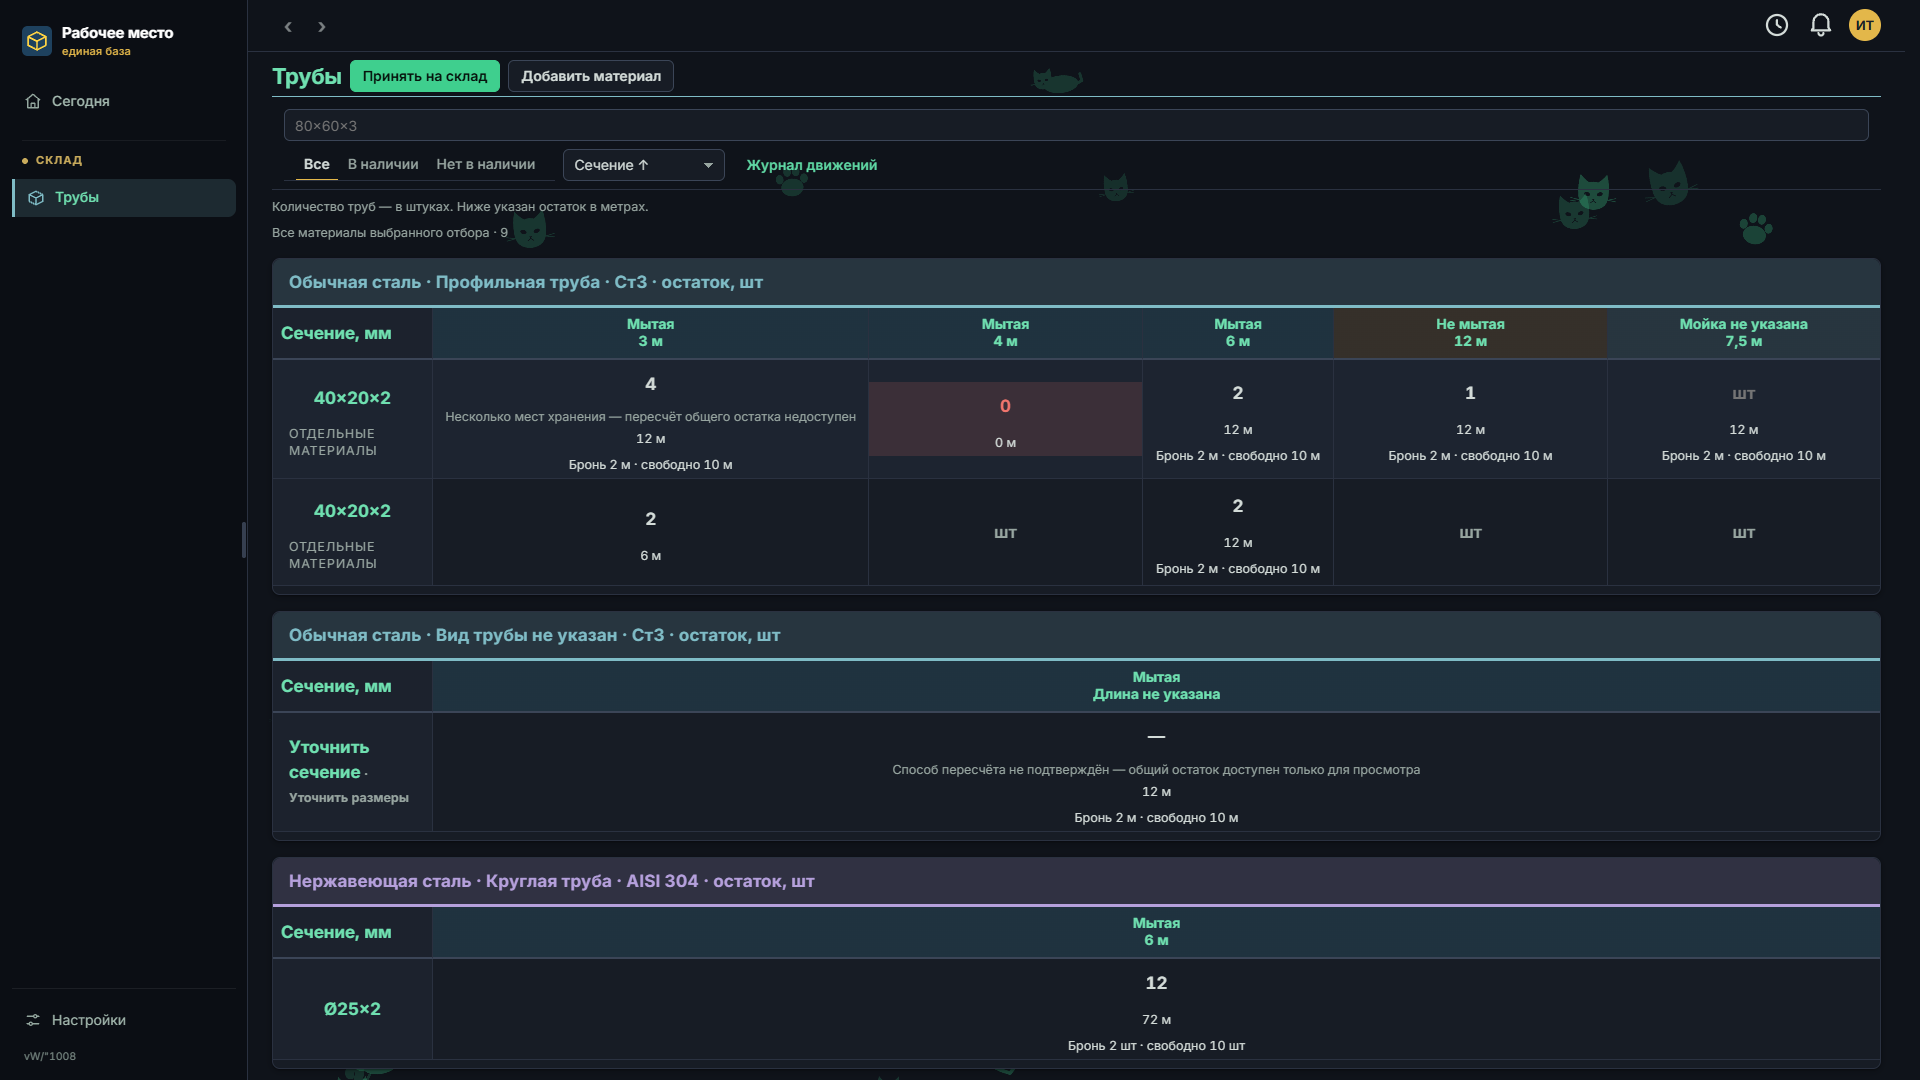 Рабочее место
единая база
Сегодня
СКЛАД
Трубы
Настройки
vW/"1008
ИТ
Трубы
Принять на склад
Добавить материал
80×60×3
Все
В наличии
Нет в наличии
Сечение ↑
Журнал движений
Количество труб — в штуках. Ниже указан остаток в метрах.
Все материалы выбранного отбора · 9
Обычная сталь · Профильная труба · Ст3 · остаток, шт
Сечение, мм
Мытая
3 м
Мытая
4 м
Мытая
6 м
Не мытая
12 м
Мойка не указана
7,5 м
40×20×2
ОТДЕЛЬНЫЕ
МАТЕРИАЛЫ
4
Несколько мест хранения — пересчёт общего остатка недоступен
12 м
Бронь 2 м · свободно 10 м
0
0 м
2
12 м
Бронь 2 м · свободно 10 м
1
12 м
Бронь 2 м · свободно 10 м
шт
12 м
Бронь 2 м · свободно 10 м
40×20×2
ОТДЕЛЬНЫЕ
МАТЕРИАЛЫ
2
6 м
шт
2
12 м
Бронь 2 м · свободно 10 м
шт
шт
Обычная сталь · Вид трубы не указан · Ст3 · остаток, шт
Сечение, мм
Мытая
Длина не указана
Уточнить
сечение ·
Уточнить размеры
—
Способ пересчёта не подтверждён — общий остаток доступен только для просмотра
12 м
Бронь 2 м · свободно 10 м
Нержавеющая сталь · Круглая труба · AISI 304 · остаток, шт
Сечение, мм
Мытая
6 м
Ø25×2
12
72 м
Бронь 2 шт · свободно 10 шт